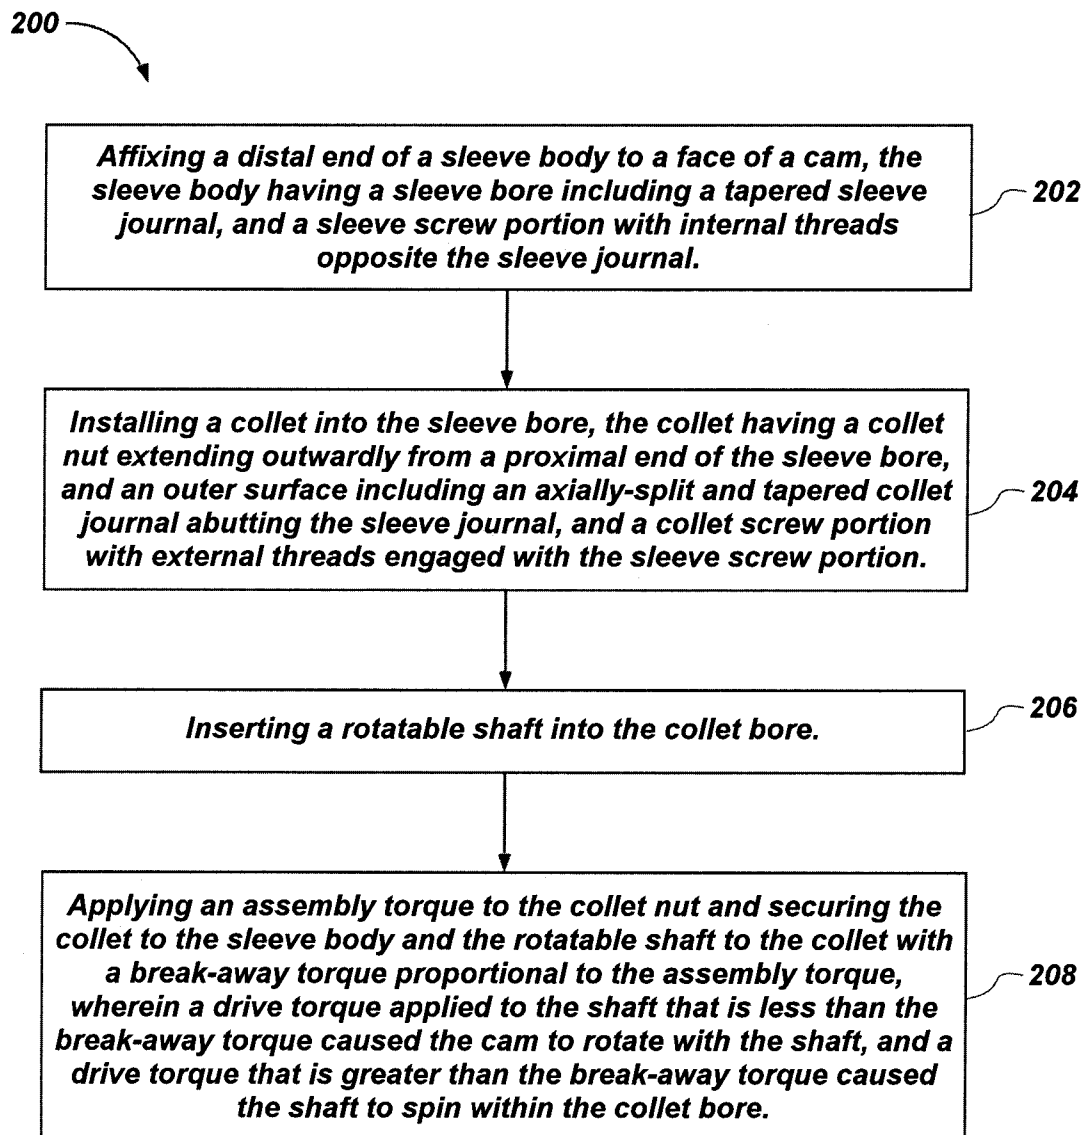 200
Affixing a distal end of a sleeve body to a face of a cam, the
sleeve body having a sleeve bore including a tapered sleeve
journal, and a sleeve screw portion with internal threads
opposite the sleeve journal.
202
Installing a collet into the sleeve bore, the collet having a collet
nut extending outwardly from a proximal end of the sleeve bore,
and an outer surface including an axially-split and tapered collet
journal abutting the sleeve journal, and a collet screw portion
with external threads engaged with the sleeve screw portion.
204
Inserting a rotatable shaft into the collet bore.
206
Applying an assembly torque to the collet nut and securing the
collet to the sleeve body and the rotatable shaft to the collet with
a break-away torque proportional to the assembly torque,
wherein a drive torque applied to the shaft that is less than the
break-away torque caused the cam to rotate with the shaft, and a
drive torque that is greater than the break-away torque caused
the shaft to spin within the collet bore.
208